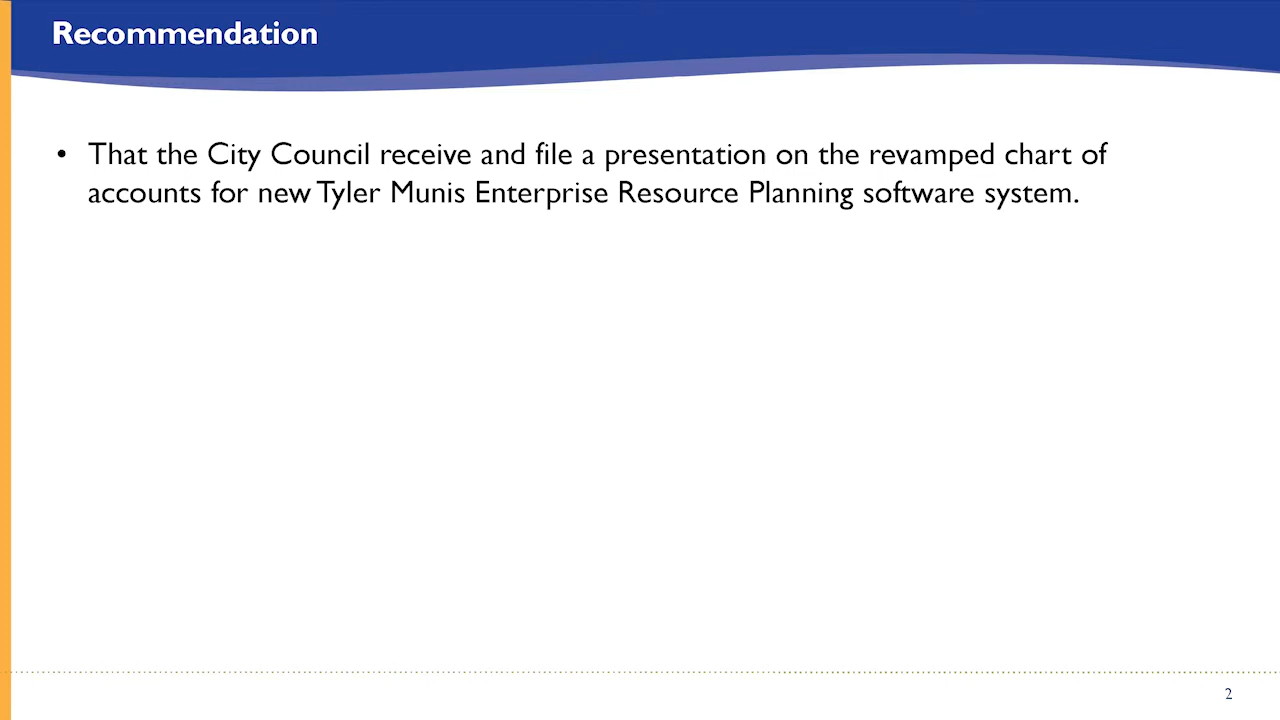 Recommendation
• That the City Council receive and file a presentation on the revamped chart of
accounts for new Tyler Munis Enterprise Resource Planning software system.
2